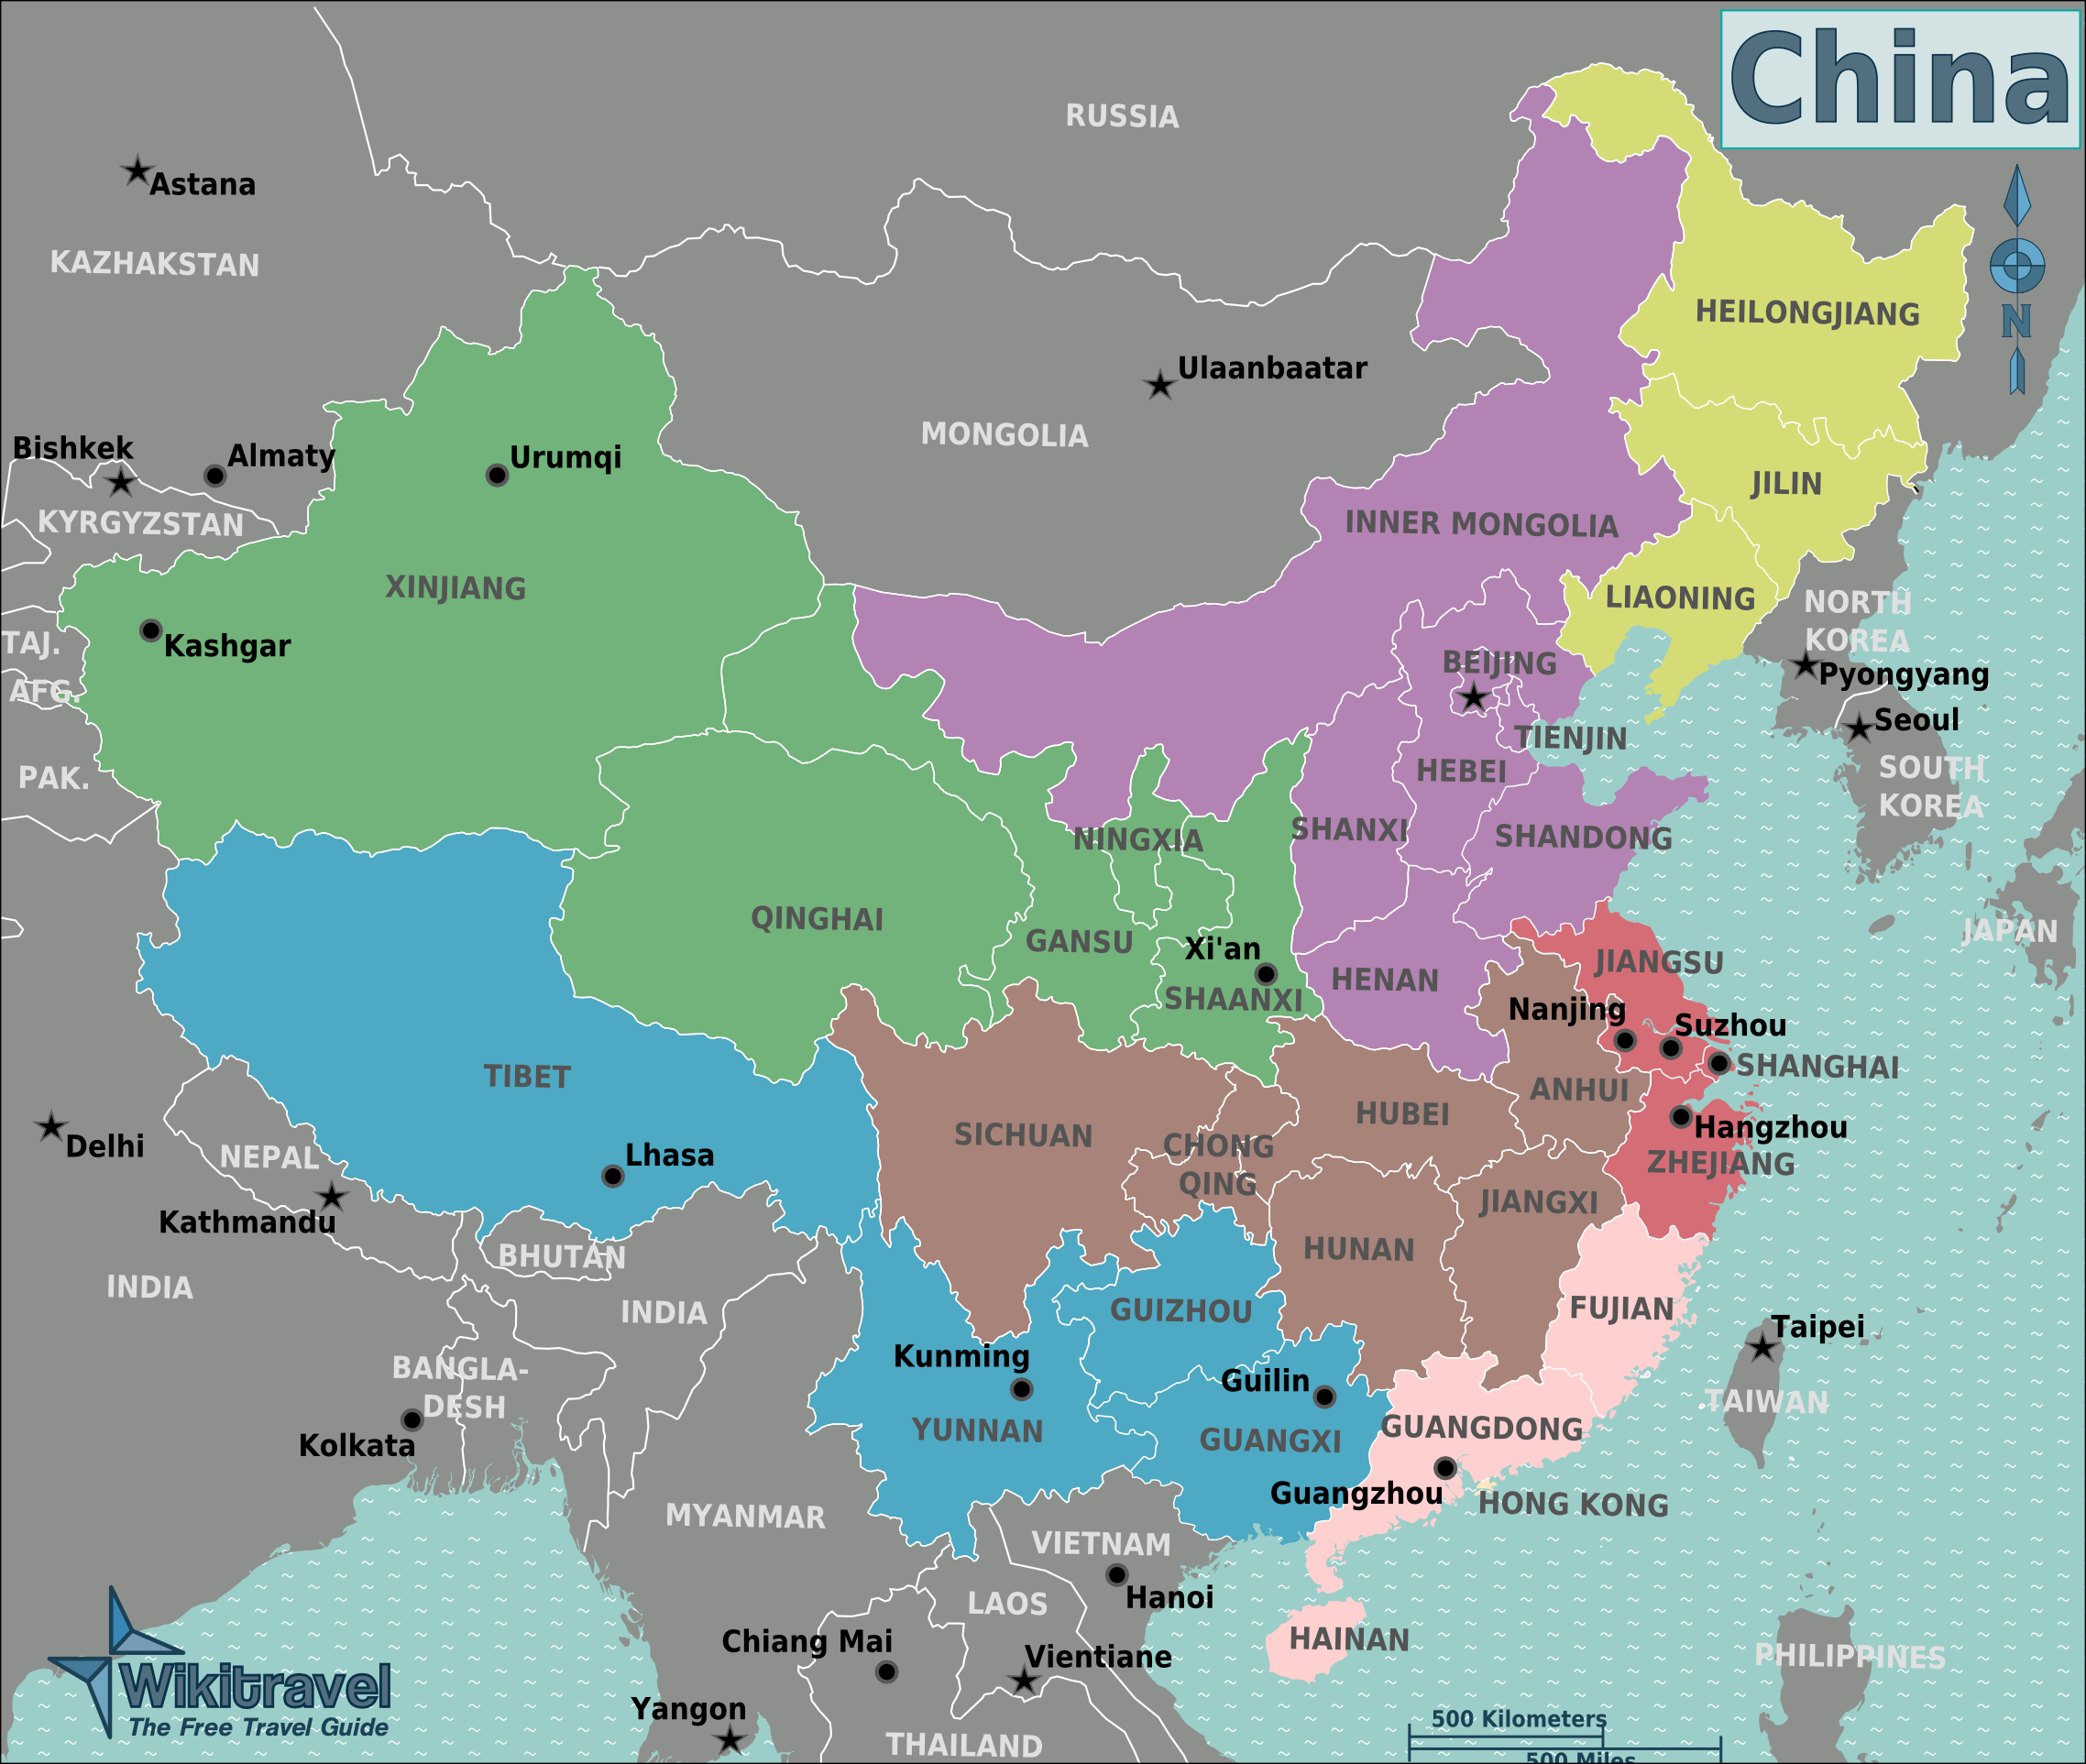 China
RUSSIA
Astana
KAZHAKSTAN
HEILONGJIANG
N
Ulaanbaatar
MONGOLIA
Bishkek
Almaty
Urumqi
JILIN
KYRGYZSTAN
INNER MONGOLIA
XINJIANG
LIAONING
NORTH
KOREA
TAJ.
Kashgar
BEIJING
Pyongyang
AFG.
Seoul
TIENJIN
PAK.
HEBEI
SOUTH
KOREA
NINGXIA
SHANXI
SHANDONG
QINGHAI
GANSU
Xi'an
JAPAN
JIANGSU
HENAN
SHAANXI
Nanjing
Suzhou
SHANGHAI
TIBET
ANHUI
HUBEI
Delhi
SICHUAN
CHONG
QING
Hangzhou
NEPAL
Lhasa
ZHEJIANG
JIANGXI
Kathmandu
BHUTAN
HUNAN
INDIA
INDIA
GUIZHOU
FUJIAN
Taipei
Kunming
BANGLA-
DESH
Guilin
TAIWAN
YUNNAN
GUANGXI
GUANGDONG
Kolkata
Guangzhou
HONG KONG
MYANMAR
VIETNAM
Hanoi
LAOS
HAINAN
Chiang Mai
Vientiane
PHILIPPINES
Wikitravel
The Free Travel Guide
Yangon
THAILAND
500 Kilometers
500 Miles